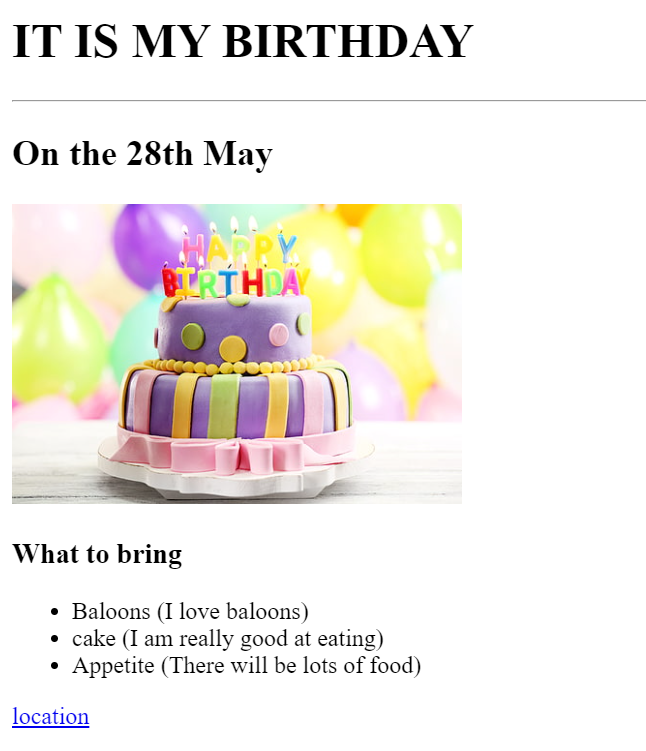 IT IS MY BIRTHDAY
On the 28th May
HAPPY
BIRTHDAY
What to bring
Baloons (I love baloons)
cake (I am really good at eating)
Appetite (There will be lots of food)
location